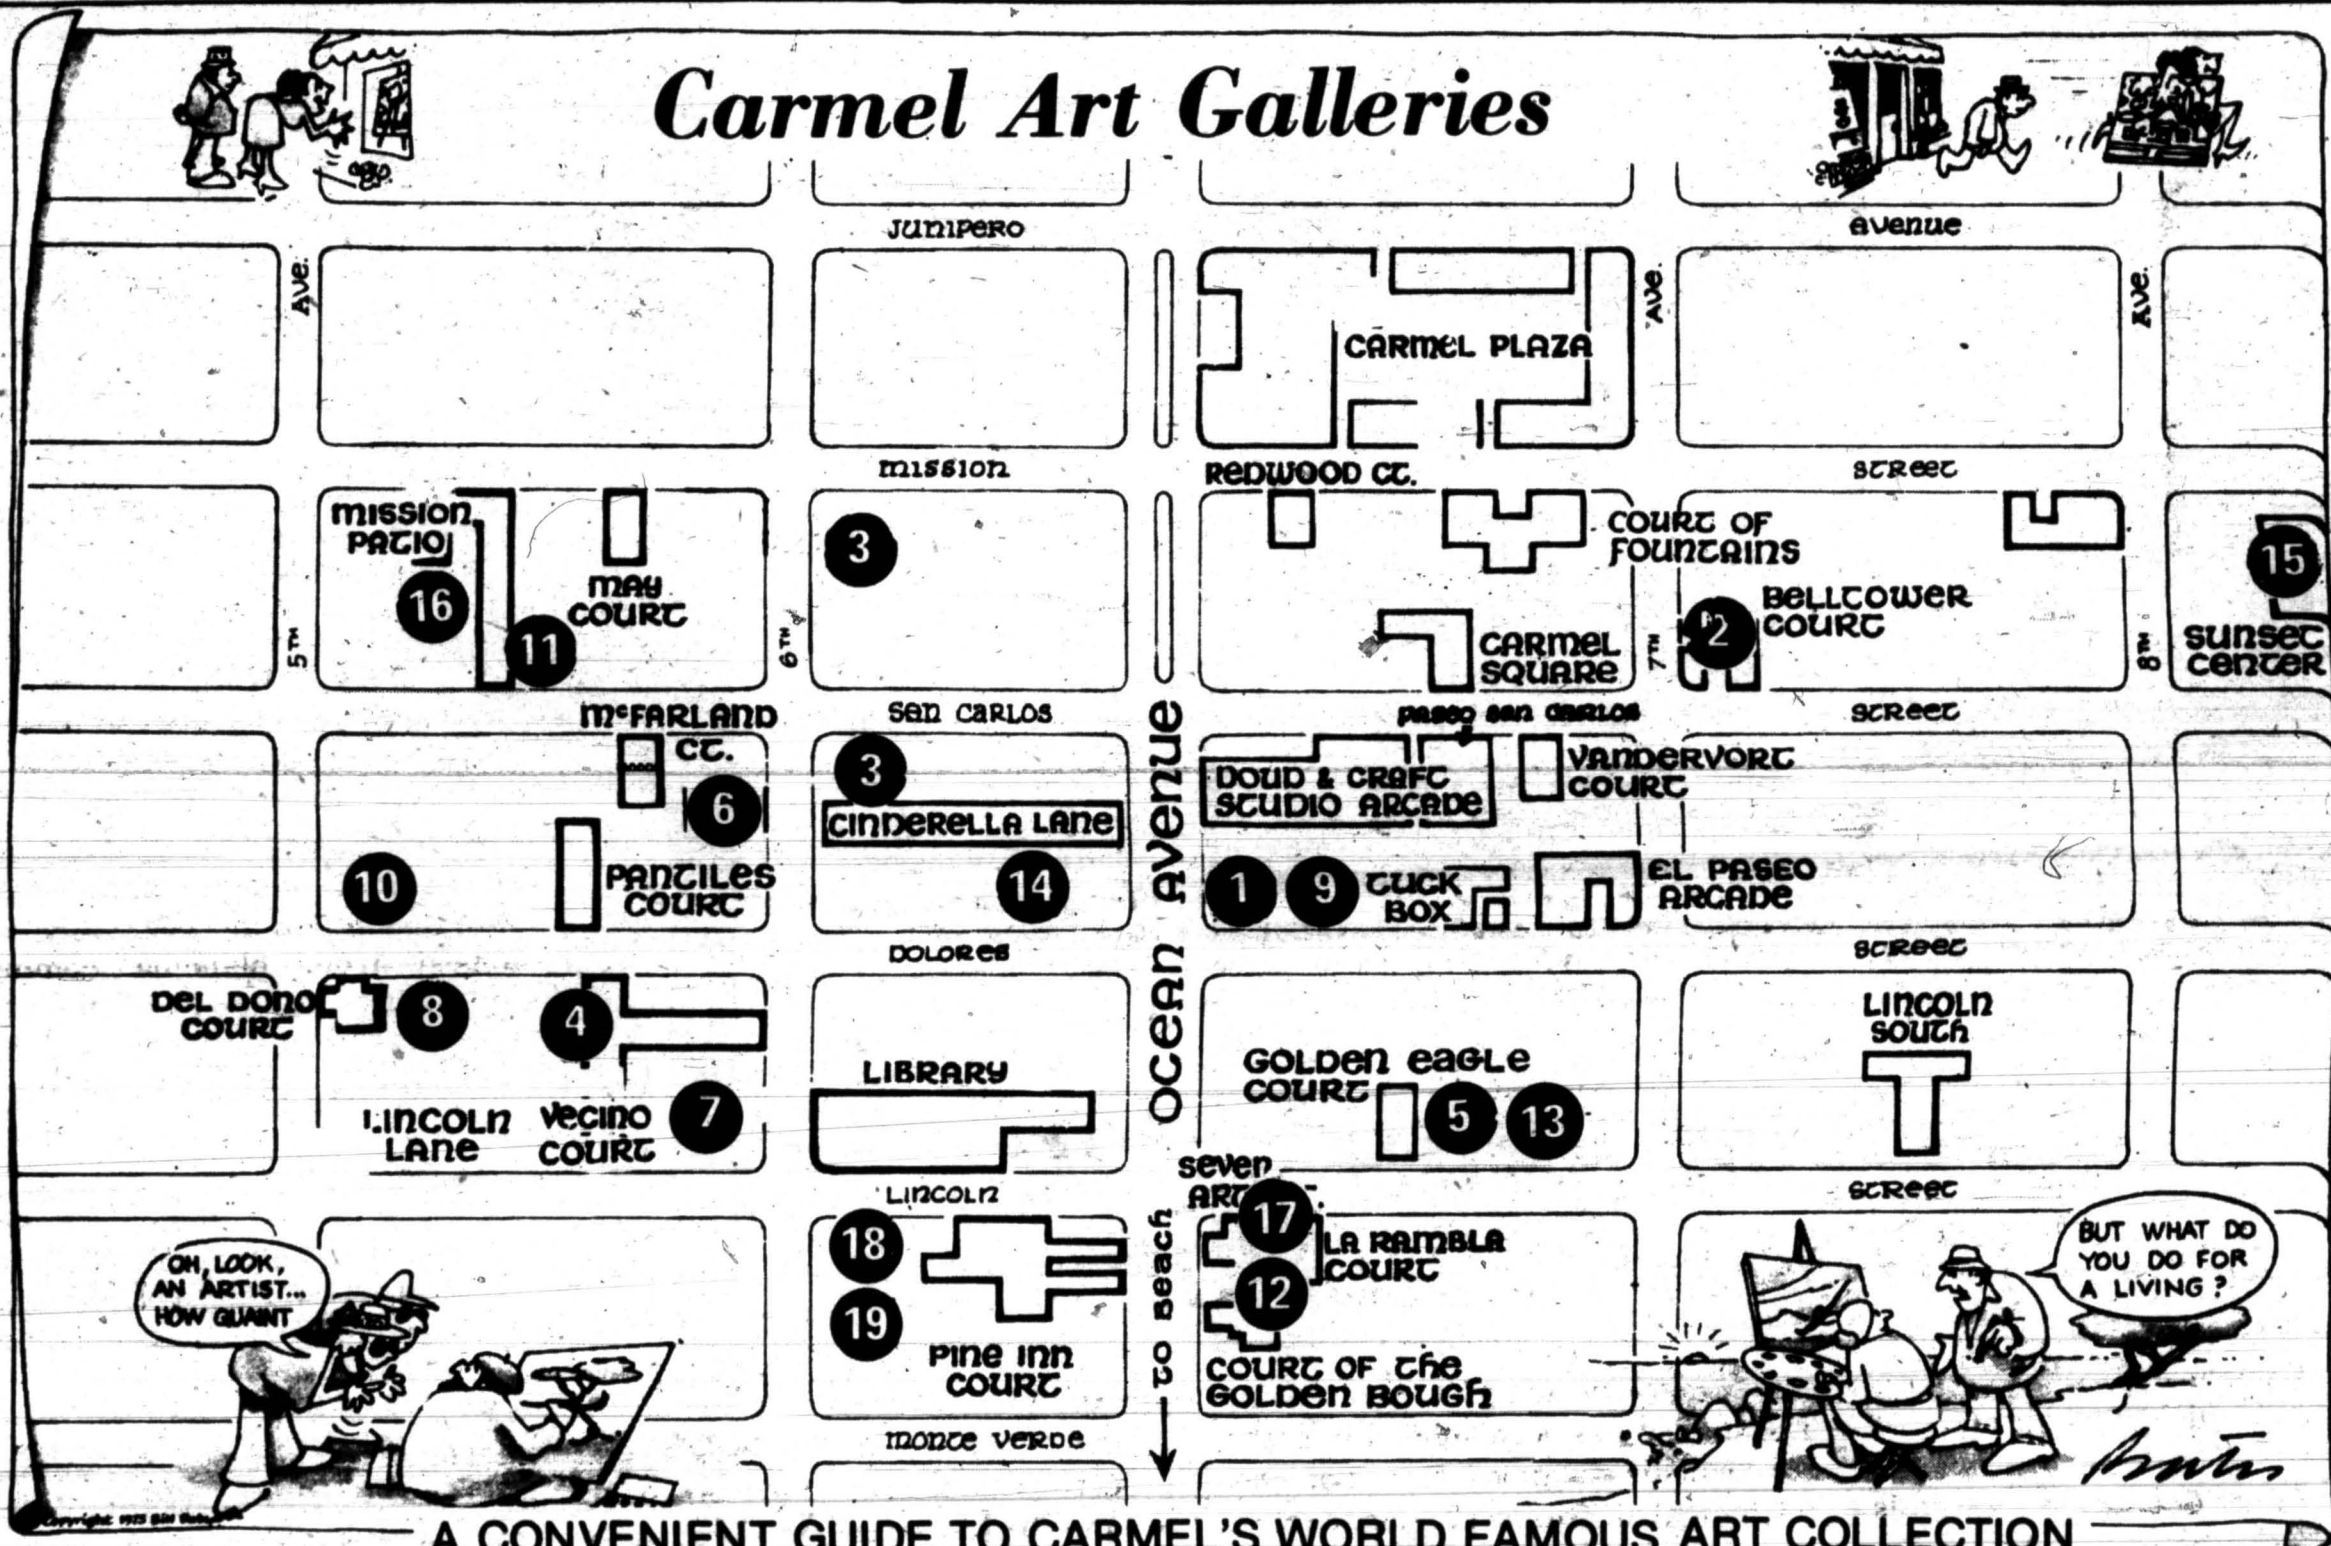 Carmel Art Galleries
JUNIPERO
AVENUE
AVE.
AVE.
AVE.
CARMEL PLAZA
MISSION
REDWOOD CT.
STREET
MISSION
PATIO
16
11
MAY
COURT
3
COURT OF
FOUNTAINS
CARMEL
SQUARE
2
BELLTOWER
COURT
15
SUNSET
CENTER
5TH
6TH
7TH
8TH
McFARLAND
CT.
SAN CARLOS
PASEO SAN CARLOS
STREET
6
10
PANTILES
COURT
3
CINDERELLA LANE
14
OCEAN AVENUE
DOUD & CRAFT
STUDIO ARCADE
VANDERVORT
COURT
1
9
TUCK
BOX
EL PASEO
ARCADE
DOLORES
STREET
DEL DONO
COURT
8
4
LINCOLN
LANE
VECINO
COURT
7
LIBRARY
GOLDEN EAGLE
COURT
5
13
LINCOLN
SOUTH
LINCOLN
SEVEN
STREET
17
18
19
PINE INN
COURT
TO BEACH
LA RAMBLA
COURT
12
COURT OF THE
GOLDEN BOUGH
MONTE VERDE
OH, LOOK,
AN ARTIST...
HOW QUAINT
BUT WHAT DO
YOU DO FOR
A LIVING?
Copyright 1975 Bill
A CONVENIENT GUIDE TO CARMEL'S WORLD FAMOUS ART COLLECTION